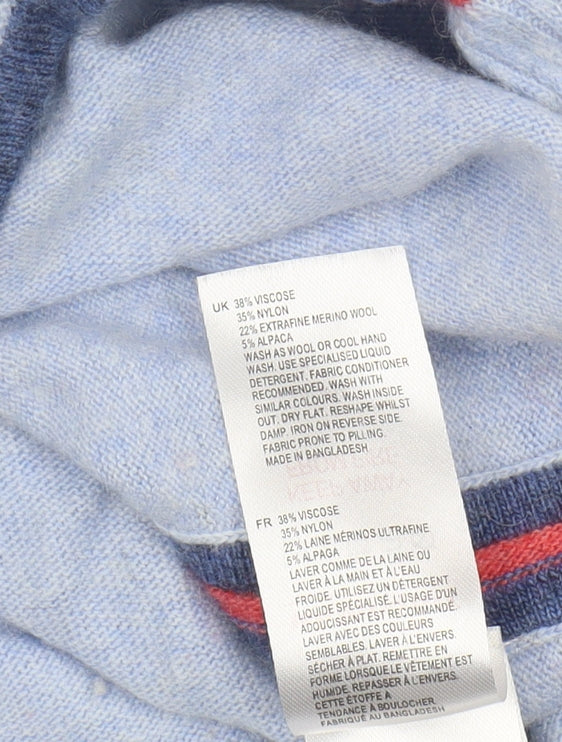 UK 38% VISCOSE
35% NYLON
22% EXTRAFINE MERINO WOOL
5% ALPACA
WASH AS WOOL OR COOL HAND
WASH. USE SPECIALISED LIQUID
DETERGENT. FABRIC CONDITIONER
RECOMMENDED. WASH WITH
SIMILAR COLOURS. WASH INSIDE
OUT. DRY FLAT. RESHAPE WHILST
DAMP. IRON ON REVERSE SIDE.
FABRIC PRONE TO PILLING.
MADE IN BANGLADESH
FR 38% VISCOSE
35% NYLON
22% LAINE MÉRINOS ULTRAFINE
5% ALPAGA
LAVER COMME DE LA LAINE OU
LAVER À LA MAIN ET À L'EAU
FROIDE. UTILISEZ UN DÉTERGENT
LIQUIDE SPÉCIALISÉ. L'USAGE D'UN
ADOUCISSANT EST RECOMMANDÉ.
LAVER AVEC DES COULEURS
SEMBLABLES. LAVER À L'ENVERS.
SÉCHER À PLAT. REMETTRE EN
FORME LORSQUE LE VÊTEMENT EST
HUMIDE. REPASSER À L'ENVERS.
CETTE ÉTOFFE A
TENDANCE À BOULOCHER
FABRIQUÉ AU BANGLADESH